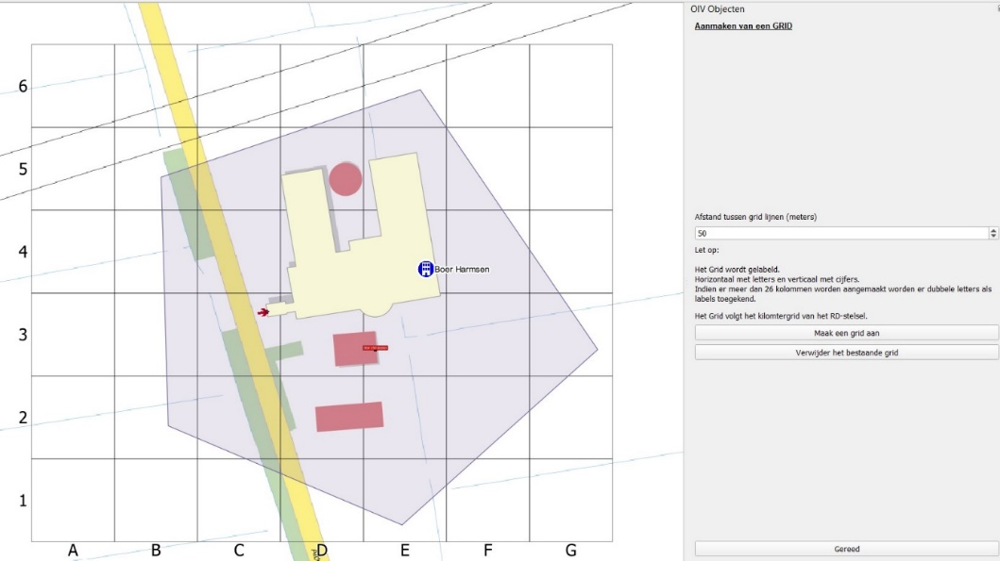 OIV Objecten
Aanmaken van een GRID
6
5
4
3
2
1
A B C D E F G
Boer Harmsen
Afstand tussen grid lijnen (meters)
50
Let op:
Het Grid wordt gelabeld.
Horizontaal met letters en verticaal met cijfers.
Indien er meer dan 26 kolommen worden aangemaakt worden er dubbele letters als
labels toegekend.
Het Grid volgt het kilomtergrid van het RD-stelsel.
Maak een grid aan
Verwijder het bestaande grid
Gereed